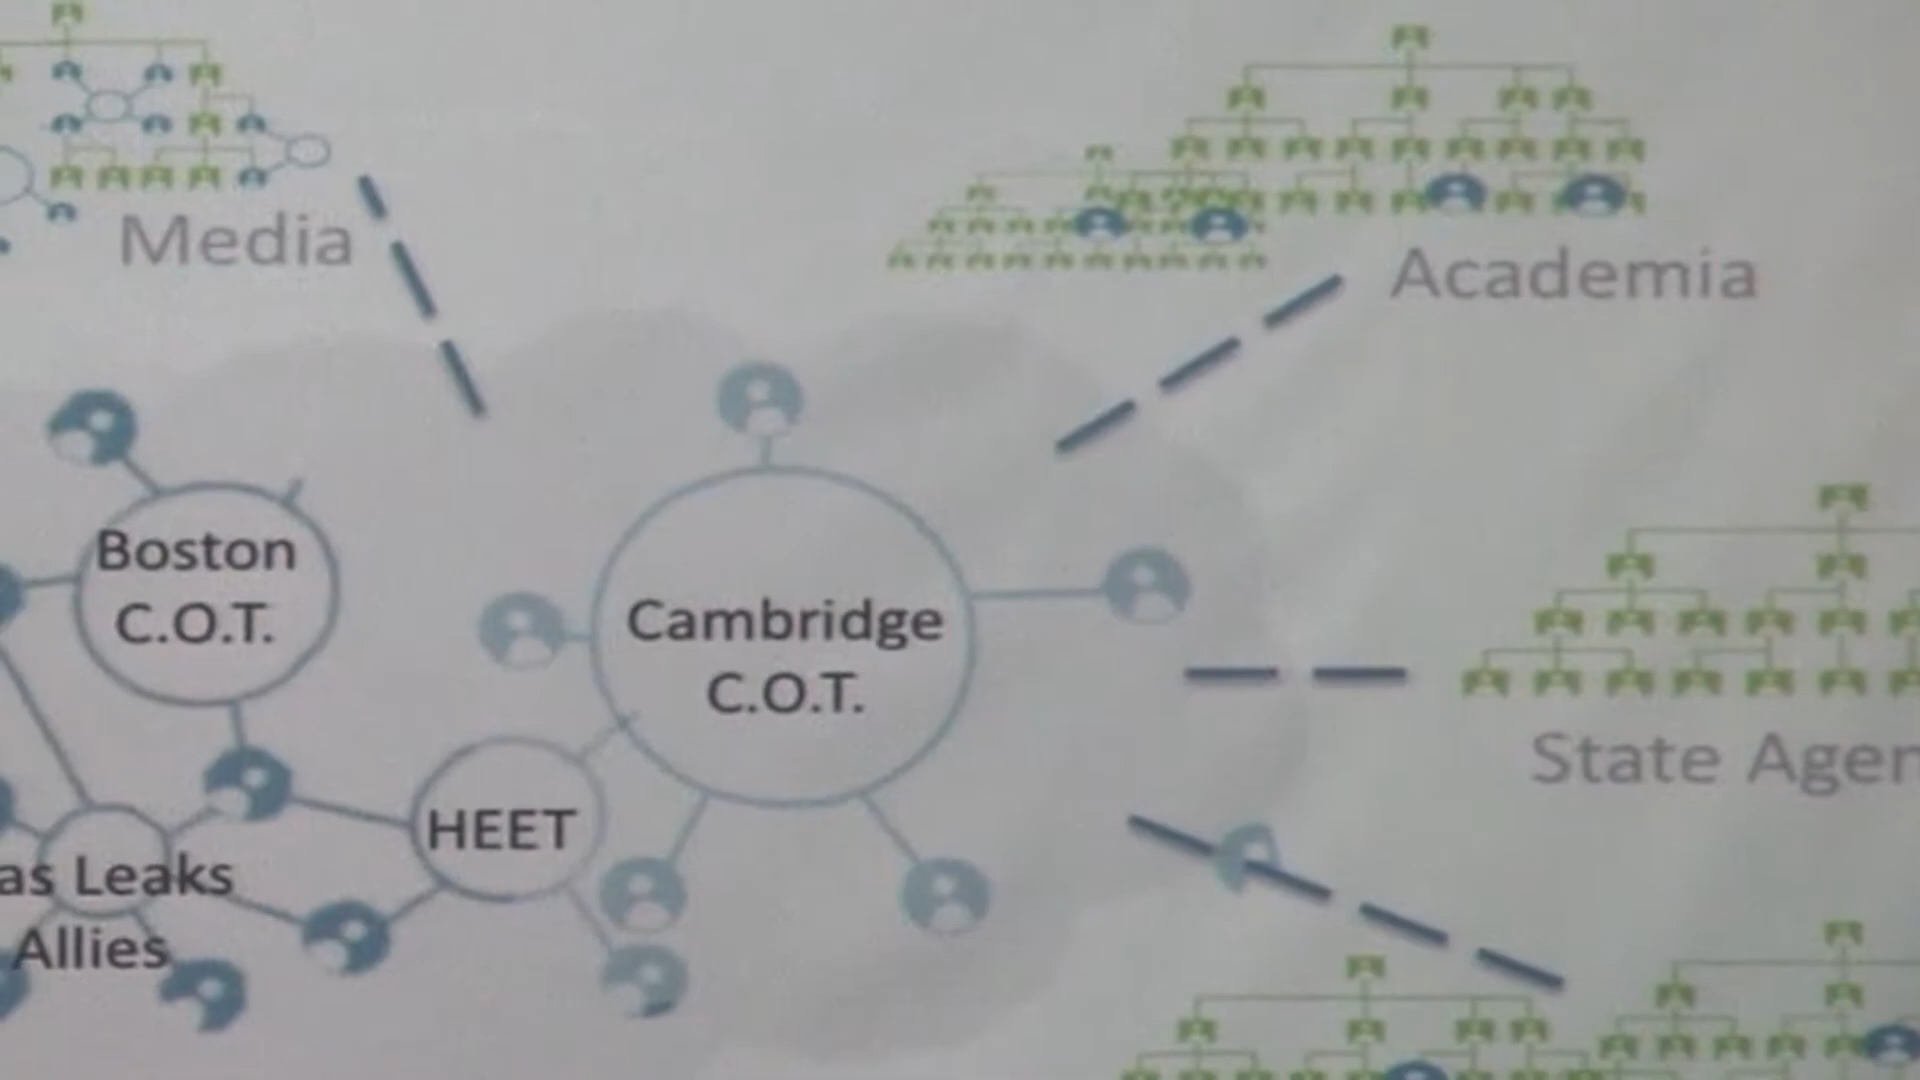 Media
Academia
Boston
C.O.T.
Cambridge
C.O.T.
State Agen
HEET
as Leaks
Allies